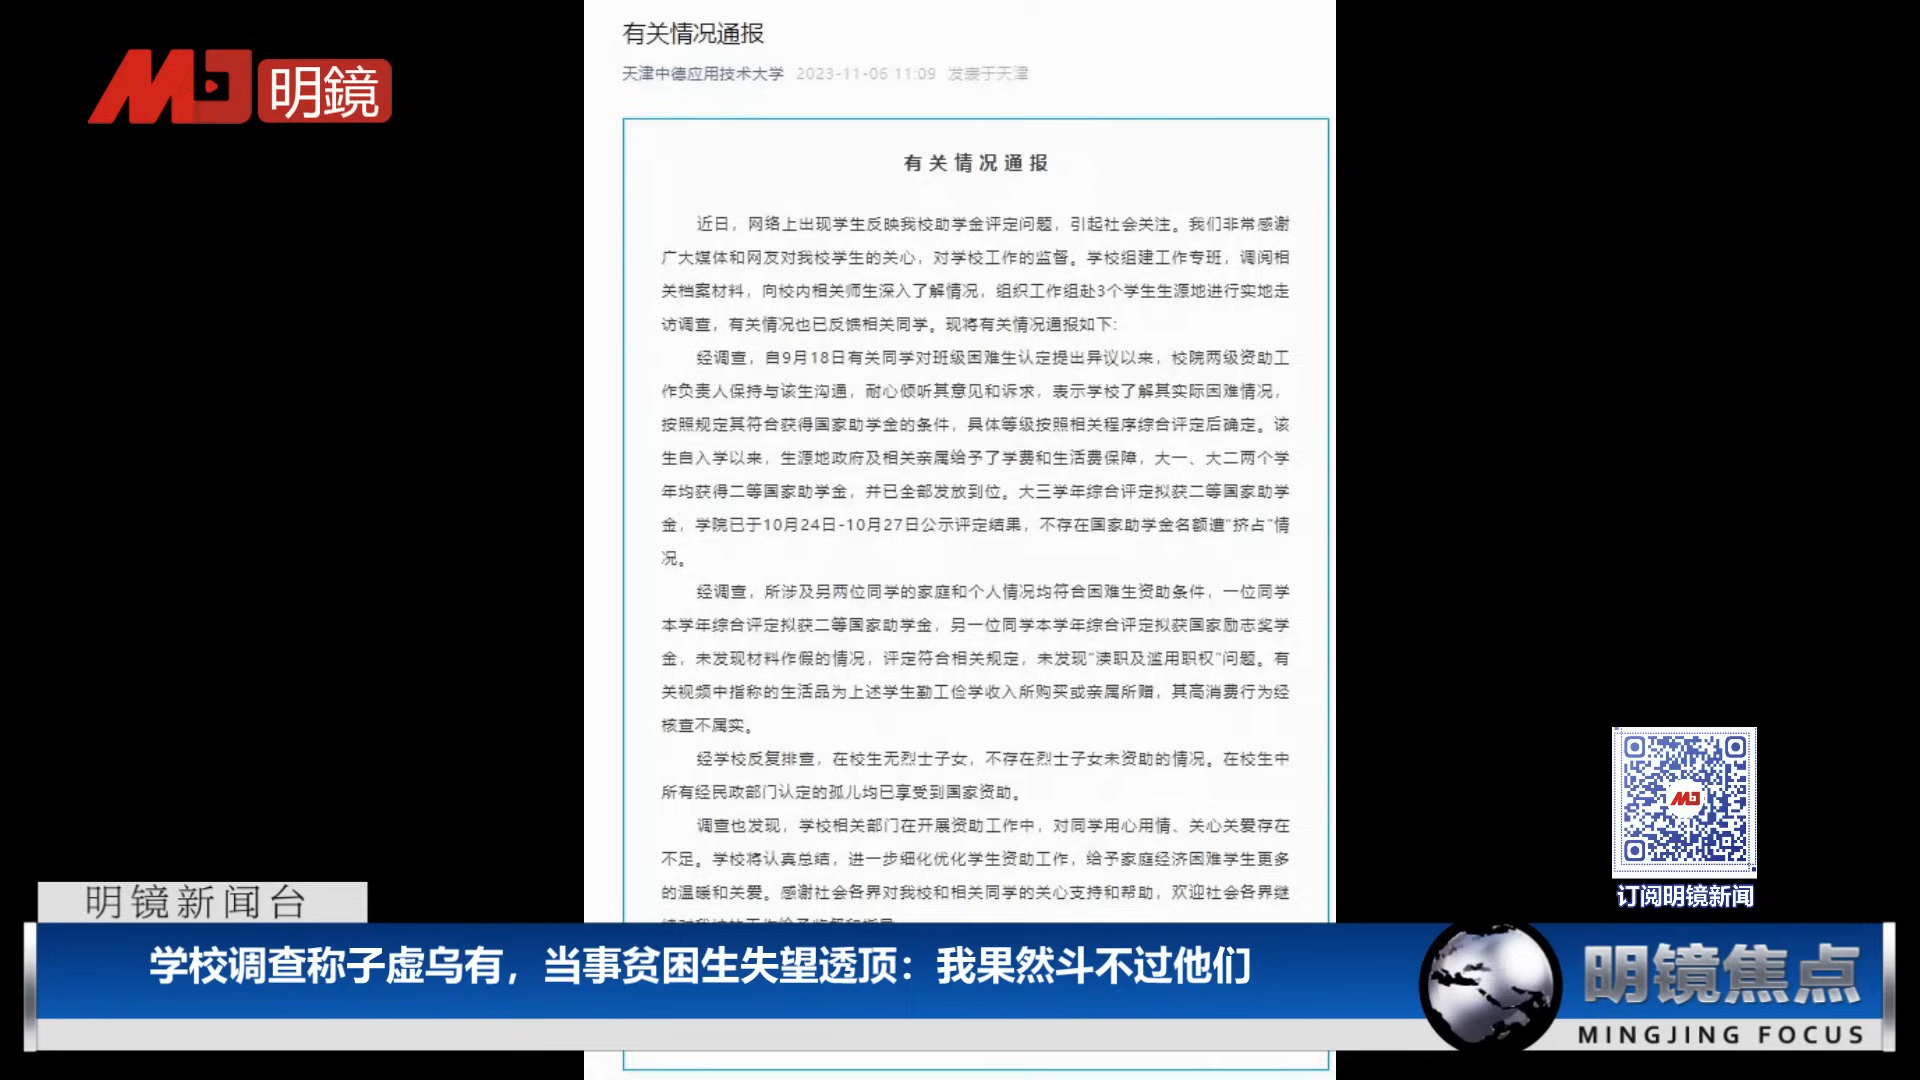 有关情况通报
天津中德应用技术大学 2023-11-06 11:09 发表于天津
MJ 明鏡
有关情况通报
近日，网络上出现学生反映我校助学金评定问题，引起社会关注。我们非常感谢
广大媒体和网友对我校学生的关心，对学校工作的监督。学校组建工作专班，调阅相
关档案材料，向校内相关师生深入了解情况，组织工作组赴3个学生生源地进行实地走
访调查，有关情况也已反馈相关同学。现将有关情况通报如下：
经调查，自9月18日有关同学对班级困难生认定提出异议以来，校院两级资助工
作负责人保持与该生沟通，耐心倾听其意见和诉求，表示学校了解其实际困难情况，
按照规定其符合获得国家助学金的条件，具体等级按照相关程序综合评定后确定。该
生自入学以来，生源地政府及相关亲属给予了学费和生活费保障，大一、大二两个学
年均获得二等国家助学金，并已全部发放到位。大三学年综合评定拟获二等国家助学
金，学院已于10月24日-10月27日公示评定结果，不存在国家助学金名额遭“挤占”情
况。
经调查，所涉及另两位同学的家庭和个人情况均符合困难生资助条件，一位同学
本学年综合评定拟获二等国家助学金，另一位同学本学年综合评定拟获国家励志奖学
金，未发现材料作假的情况，评定符合相关规定，未发现“渎职及滥用职权”问题。有
关视频中指称的生活品为上述学生勤工俭学收入所购买或亲属所赠，其高消费行为经
核查不属实。
经学校反复排查，在校生无烈士子女，不存在烈士子女未资助的情况。在校生中
所有经民政部门认定的孤儿均已享受到国家资助。
调查也发现，学校相关部门在开展资助工作中，对同学用心用情、关心关爱存在
不足。学校将认真总结，进一步细化优化学生资助工作，给予家庭经济困难学生更多
的温暖和关爱。感谢社会各界对我校和相关同学的关心支持和帮助，欢迎社会各界继
订阅明镜新闻
明镜新闻台
学校调查称子虚乌有，当事贫困生失望透顶：我果然斗不过他们
明镜焦点
MINGJING FOCUS